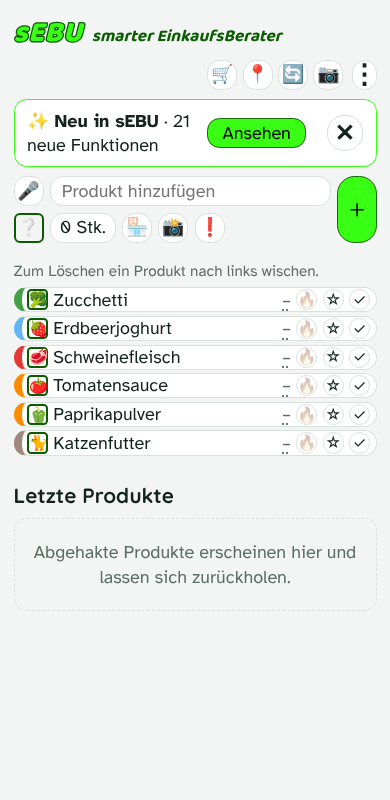 sEBU smarter EinkaufsBerater
✨ Neu in sEBU · 21
neue Funktionen
Ansehen
Produkt hinzufügen
0 Stk.
+
Zum Löschen ein Produkt nach links wischen.
Zucchetti –
Erdbeerjoghurt –
Schweinefleisch –
Tomatensauce –
Paprikapulver –
Katzenfutter –
Letzte Produkte
Abgehakte Produkte erscheinen hier und
lassen sich zurückholen.